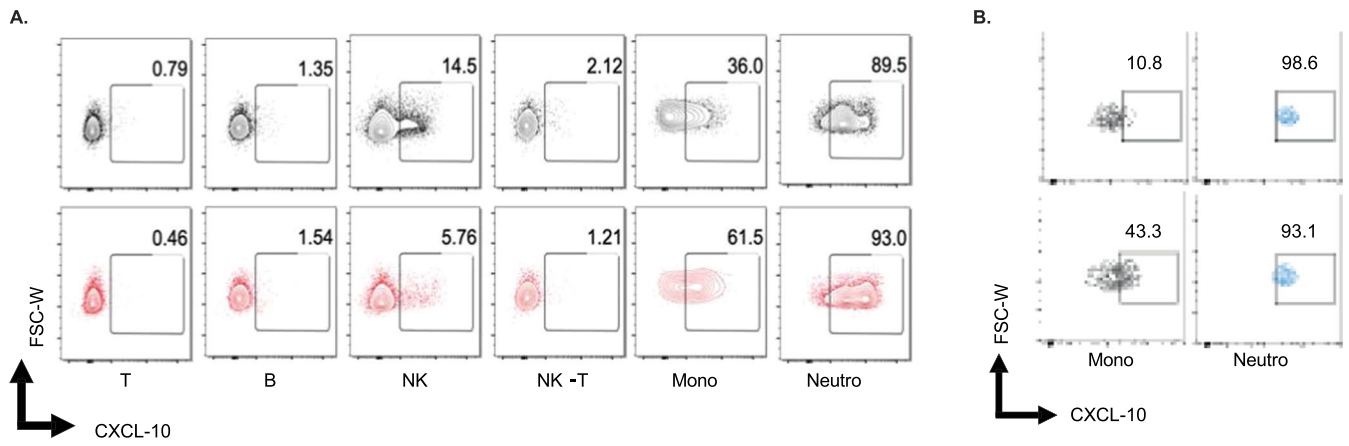 A.
0.79 1.35 14.5 2.12 36.0 89.5
0.46 1.54 5.76 1.21 61.5 93.0
FSC-W
T B NK NK -T Mono Neutro
CXCL-10
B.
10.8 98.6
43.3 93.1
FSC-W
Mono Neutro
CXCL-10